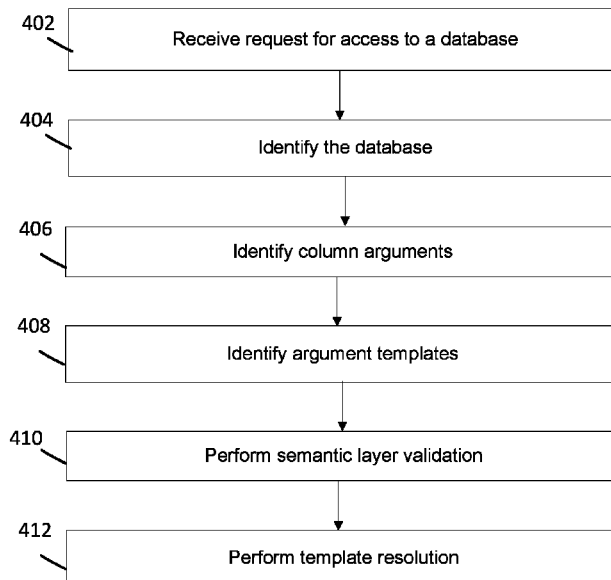 402
Receive request for access to a database
404
Identify the database
406
Identify column arguments
408
Identify argument templates
410
Perform semantic layer validation
412
Perform template resolution